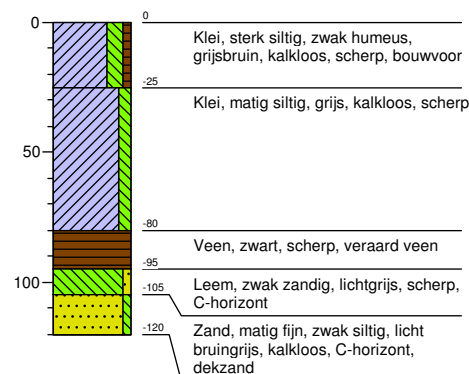 0
0
Klei, sterk siltig, zwak humeus,
grijsbruin, kalkloos, scherp, bouwvoor
-25
Klei, matig siltig, grijs, kalkloos, scherp
50
-80
Veen, zwart, scherp, veraard veen
-95
100
Leem, zwak zandig, lichtgrijs, scherp,
C-horizont
-105
Zand, matig fijn, zwak siltig, licht
bruingrijs, kalkloos, C-horizont,
dekzand
-120